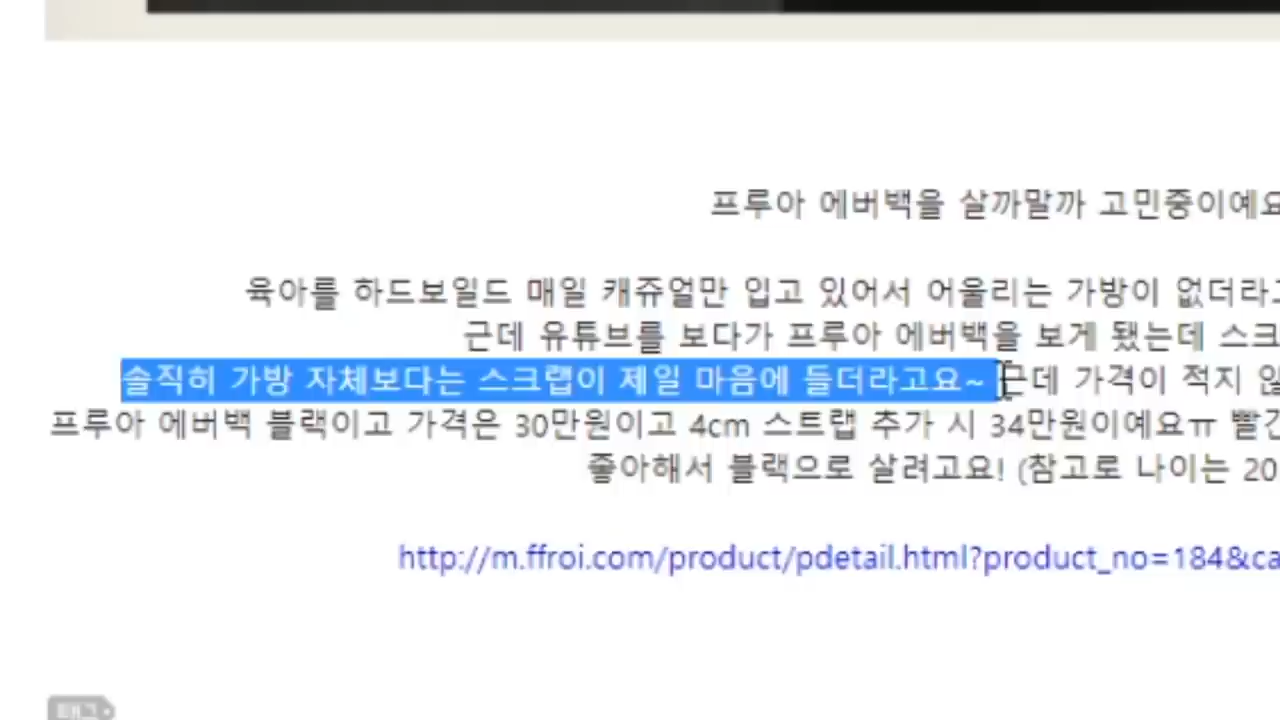 프루아 에버백을 살까말까 고민중이예요
육아를 하드보일드 매일 캐쥬얼만 입고 있어서 어울리는 가방이 없더라고
근데 유튜브를 보다가 프루아 에버백을 보게 됐는데 스크
솔직히 가방 자체보다는 스크랩이 제일 마음에 들더라고요~ 근데 가격이 적지 않
프루아 에버백 블랙이고 가격은 30만원이고 4cm 스트랩 추가 시 34만원이예요ㅠ 빨간
좋아해서 블랙으로 살려고요! (참고로 나이는 20
http://m.ffroi.com/product/pdetail.html?product_no=184&ca
태그